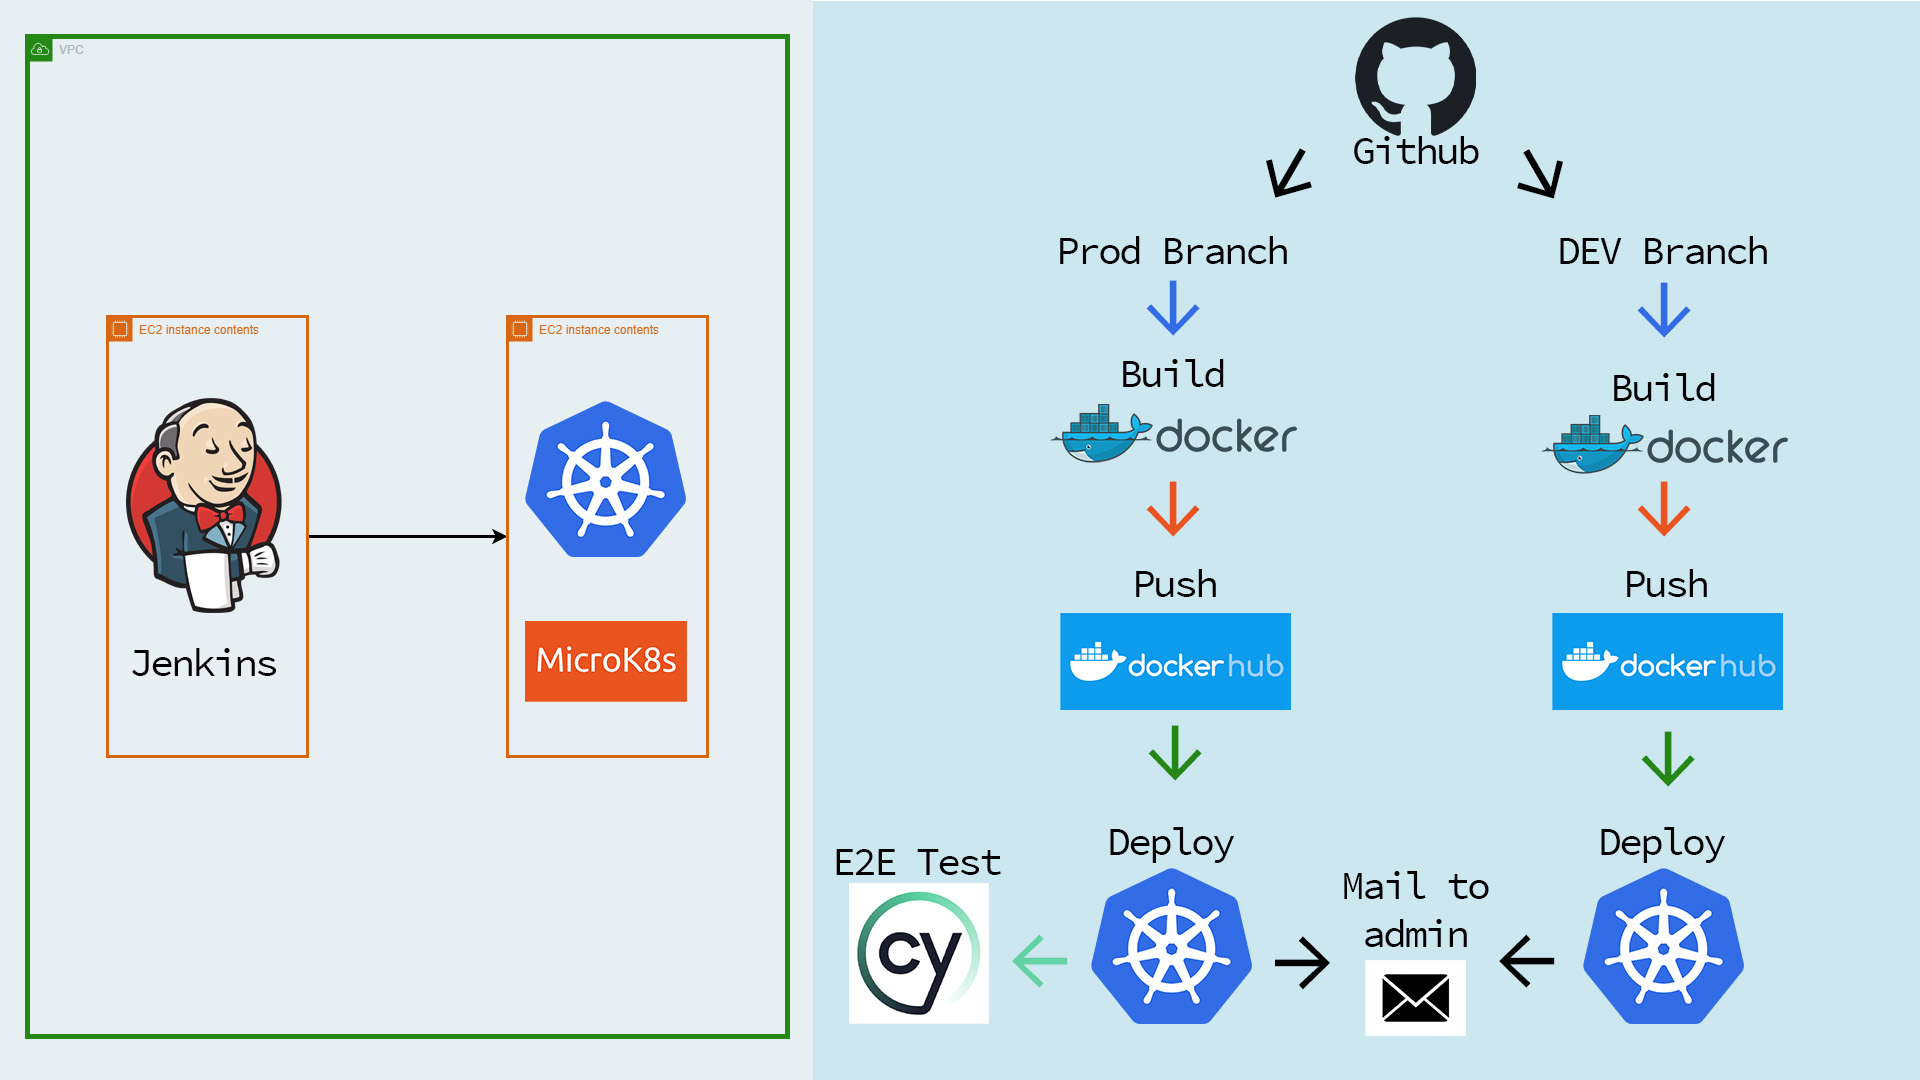 VPC
EC2 instance contents
EC2 instance contents
Jenkins
MicroK8s
Github
Prod Branch
DEV Branch
Build
docker
Build
docker
Push
dockerhub
Push
dockerhub
E2E Test
cy
Deploy
Mail to
admin
Deploy